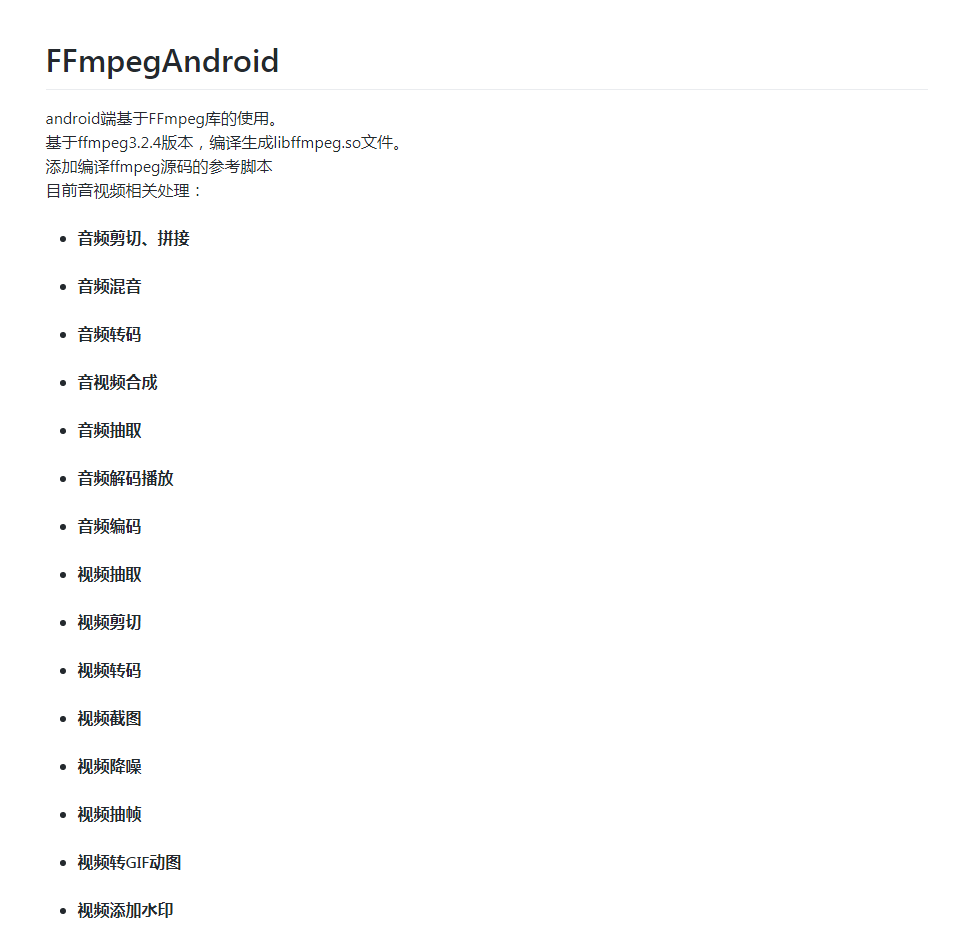 FFmpegAndroid
android端基于FFmpeg库的使用。
基于ffmpeg3.2.4版本，编译生成libffmpeg.so文件。
添加编译ffmpeg源码的参考脚本
目前音视频相关处理：
音频剪切、拼接
音频混音
音频转码
音视频合成
音频抽取
音频解码播放
音频编码
视频抽取
视频剪切
视频转码
视频截图
视频降噪
视频抽帧
视频转GIF动图
视频添加水印